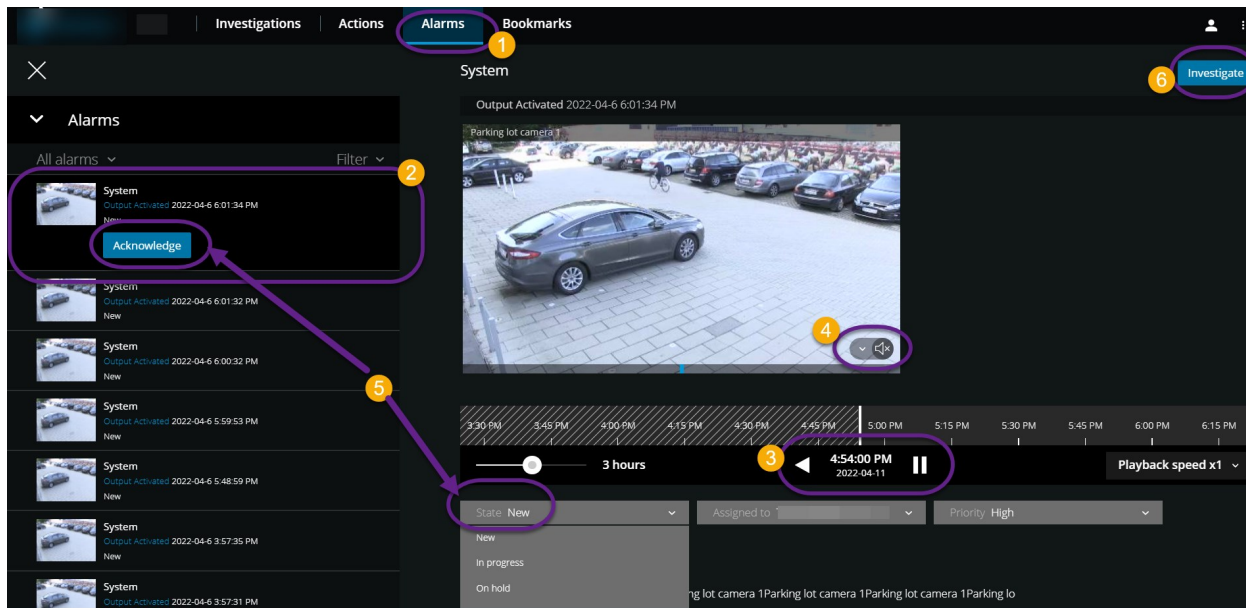 Investigations
Actions
Alarms
Bookmarks
1
System
6
Investigate
Output Activated 2022-04-6 6:01:34 PM
Alarms
All alarms
Filter
2
System
Output Activated 2022-04-6 6:01:34 PM
New
Acknowledge
System
Output Activated 2022-04-6 6:01:32 PM
New
System
Output Activated 2022-04-6 6:00:32 PM
New
5
System
Output Activated 2022-04-6 5:59:53 PM
New
System
Output Activated 2022-04-6 5:48:59 PM
New
System
Output Activated 2022-04-6 3:57:35 PM
New
System
Output Activated 2022-04-6 3:57:31 PM
Parking lot camera 1
4
3:30 PM 3:45 PM 4:00 PM 4:15 PM 4:30 PM 4:45 PM 5:00 PM 5:15 PM 5:30 PM 5:45 PM 6:00 PM 6:15 PM
3 hours
3
4:54:00 PM
2022-04-11
Playback speed x1
State New
Assigned to
Priority High
New
In progress
On hold
ng lot camera 1Parking lot camera 1Parking lot camera 1Parking lo